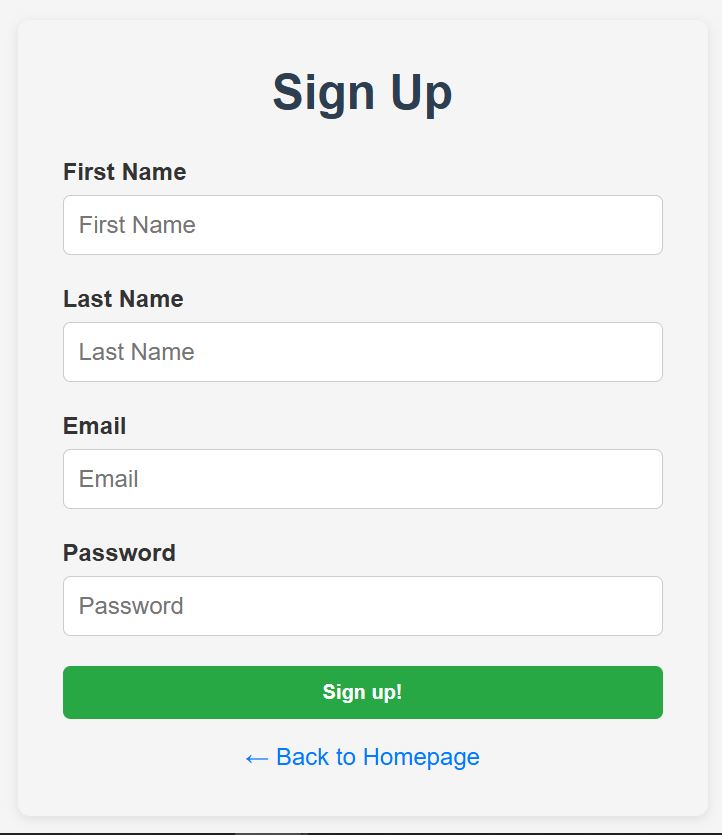 Sign Up
First Name
First Name
Last Name
Last Name
Email
Email
Password
Password
Sign up!
← Back to Homepage